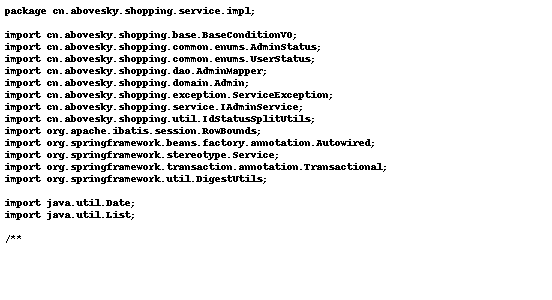 package cn.abovesky.shopping.service.impl;

import cn.abovesky.shopping.base.BaseConditionVO;
import cn.abovesky.shopping.common.enums.AdminStatus;
import cn.abovesky.shopping.common.enums.UserStatus;
import cn.abovesky.shopping.dao.AdminMapper;
import cn.abovesky.shopping.domain.Admin;
import cn.abovesky.shopping.exception.ServiceException;
import cn.abovesky.shopping.service.IAdminService;
import cn.abovesky.shopping.util.IdStatusSplitUtils;
import org.apache.ibatis.session.RowBounds;
import org.springframework.beans.factory.annotation.Autowired;
import org.springframework.stereotype.Service;
import org.springframework.transaction.annotation.Transactional;
import org.springframework.util.DigestUtils;

import java.util.Date;
import java.util.List;

/**